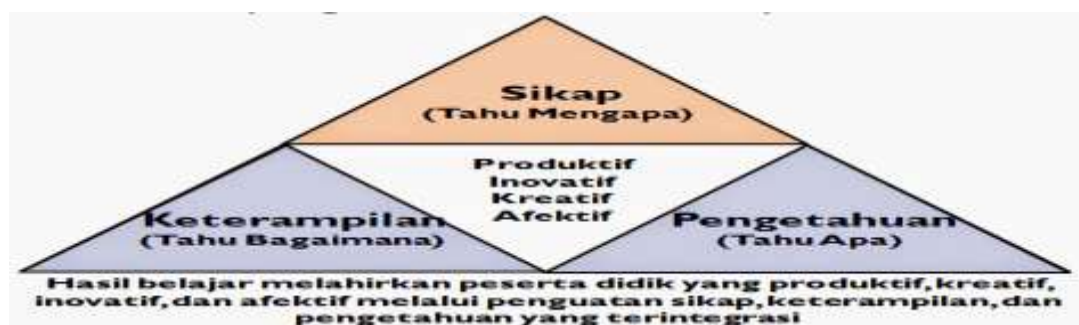 Sikap
(Tahu Mengapa)
Produktif
Inovatif
Kreatif
Afektif
Keterampilan
(Tahu Bagaimana)
Pengetahuan
(Tahu Apa)
Hasil belajar melahirkan peserta didik yang produktif,kreatif,
inovatif,dan afektif melalui penguatan sikap,keterampilan,dan
pengetahuan yang terintegrasi